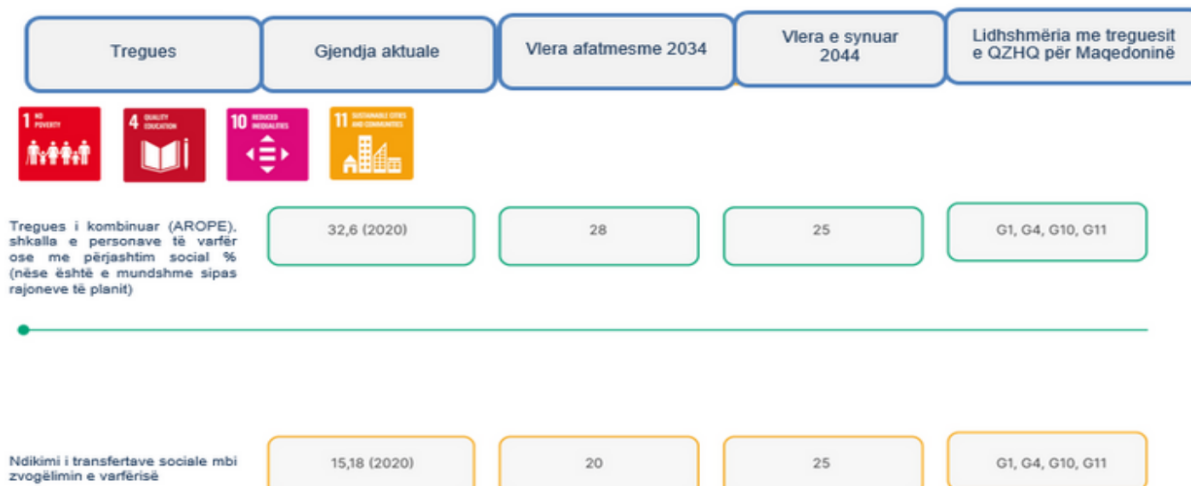 Tregues
Gjendja aktuale
Vlera afatmesme 2034
Vlera e synuar
2044
Lidhshmëria me treguesit
e QZHQ për Maqedoninë
1 NO
POVERTY
4 QUALITY
EDUCATION
10 REDUCED
INEQUALITIES
11 SUSTAINABLE CITIES
AND COMMUNITIES
Tregues i kombinuar (AROPE),
shkalla e personave të varfër
ose me përjashtim social %
(nëse është e mundshme sipas
rajoneve të planit)
32,6 (2020)
28
25
G1, G4, G10, G11
Ndikimi i transfertave sociale mbi
zvogëlimin e varfërisë
15,18 (2020)
20
25
G1, G4, G10, G11